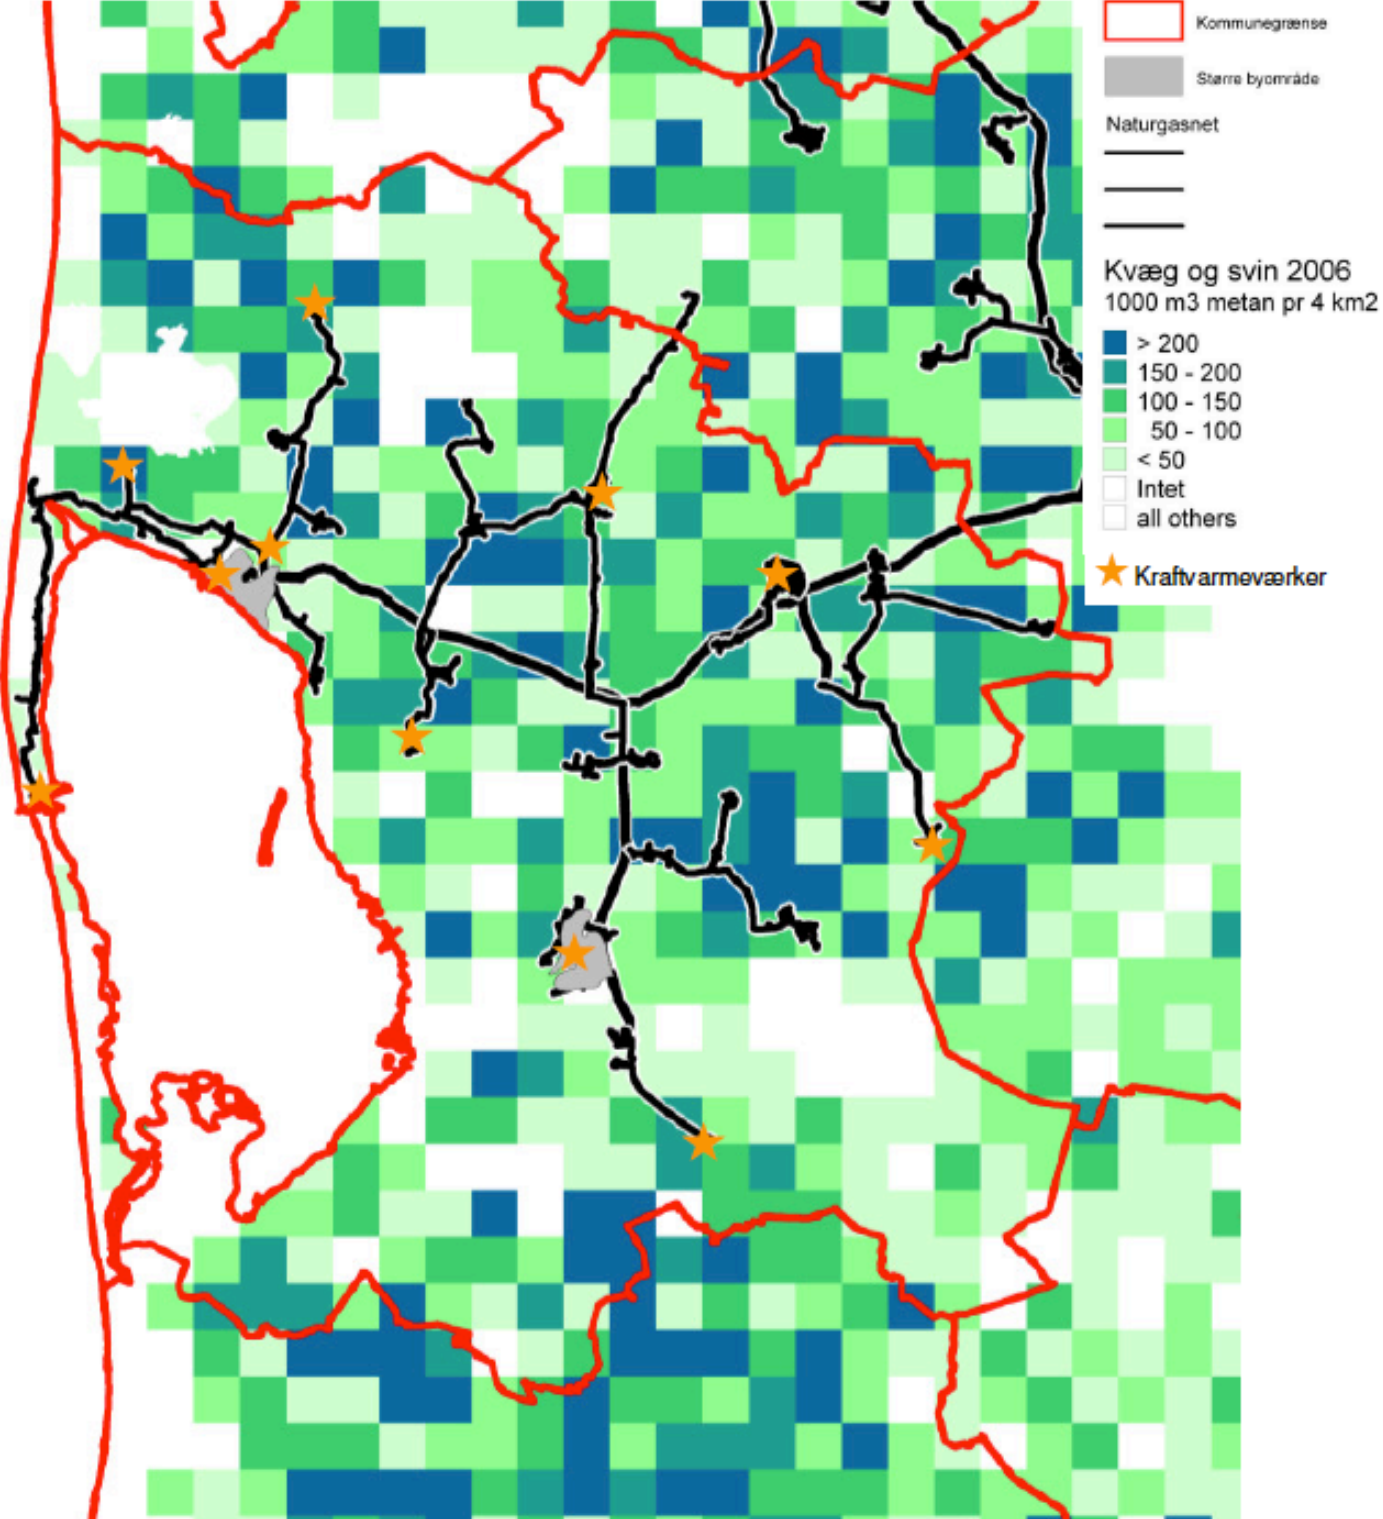 Kommunegrænse
Større byområde
Naturgasnet
Kvæg og svin 2006
1000 m3 metan pr 4 km2
> 200
150 - 200
100 - 150
50 - 100
< 50
Intet
all others
Kraftvarmeværker